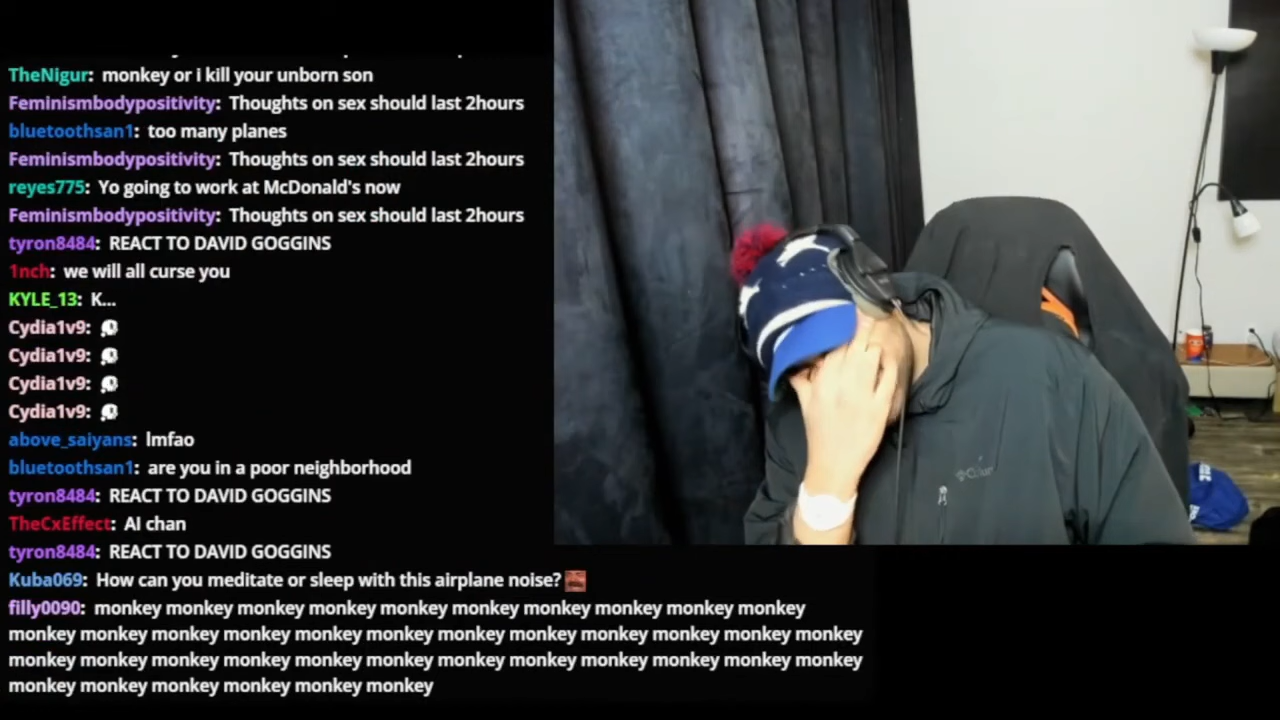 TheNigur: monkey or i kill your unborn son
Feminismbodypositivity: Thoughts on sex should last 2hours
bluetoothsan1: too many planes
Feminismbodypositivity: Thoughts on sex should last 2hours
reyes775: Yo going to work at McDonald's now
Feminismbodypositivity: Thoughts on sex should last 2hours
tyron8484: REACT TO DAVID GOGGINS
1nch: we will all curse you
KYLE_13: K...
Cydia1v9:
Cydia1v9:
Cydia1v9:
Cydia1v9:
above_saiyans: lmfao
bluetoothsan1: are you in a poor neighborhood
tyron8484: REACT TO DAVID GOGGINS
TheCxEffect: AI chan
tyron8484: REACT TO DAVID GOGGINS
Kuba069: How can you meditate or sleep with this airplane noise?
filly0090: monkey monkey monkey monkey monkey monkey monkey monkey monkey monkey
monkey monkey monkey monkey monkey monkey monkey monkey monkey monkey monkey monkey
monkey monkey monkey monkey monkey monkey monkey monkey monkey monkey monkey monkey
monkey monkey monkey monkey monkey monkey